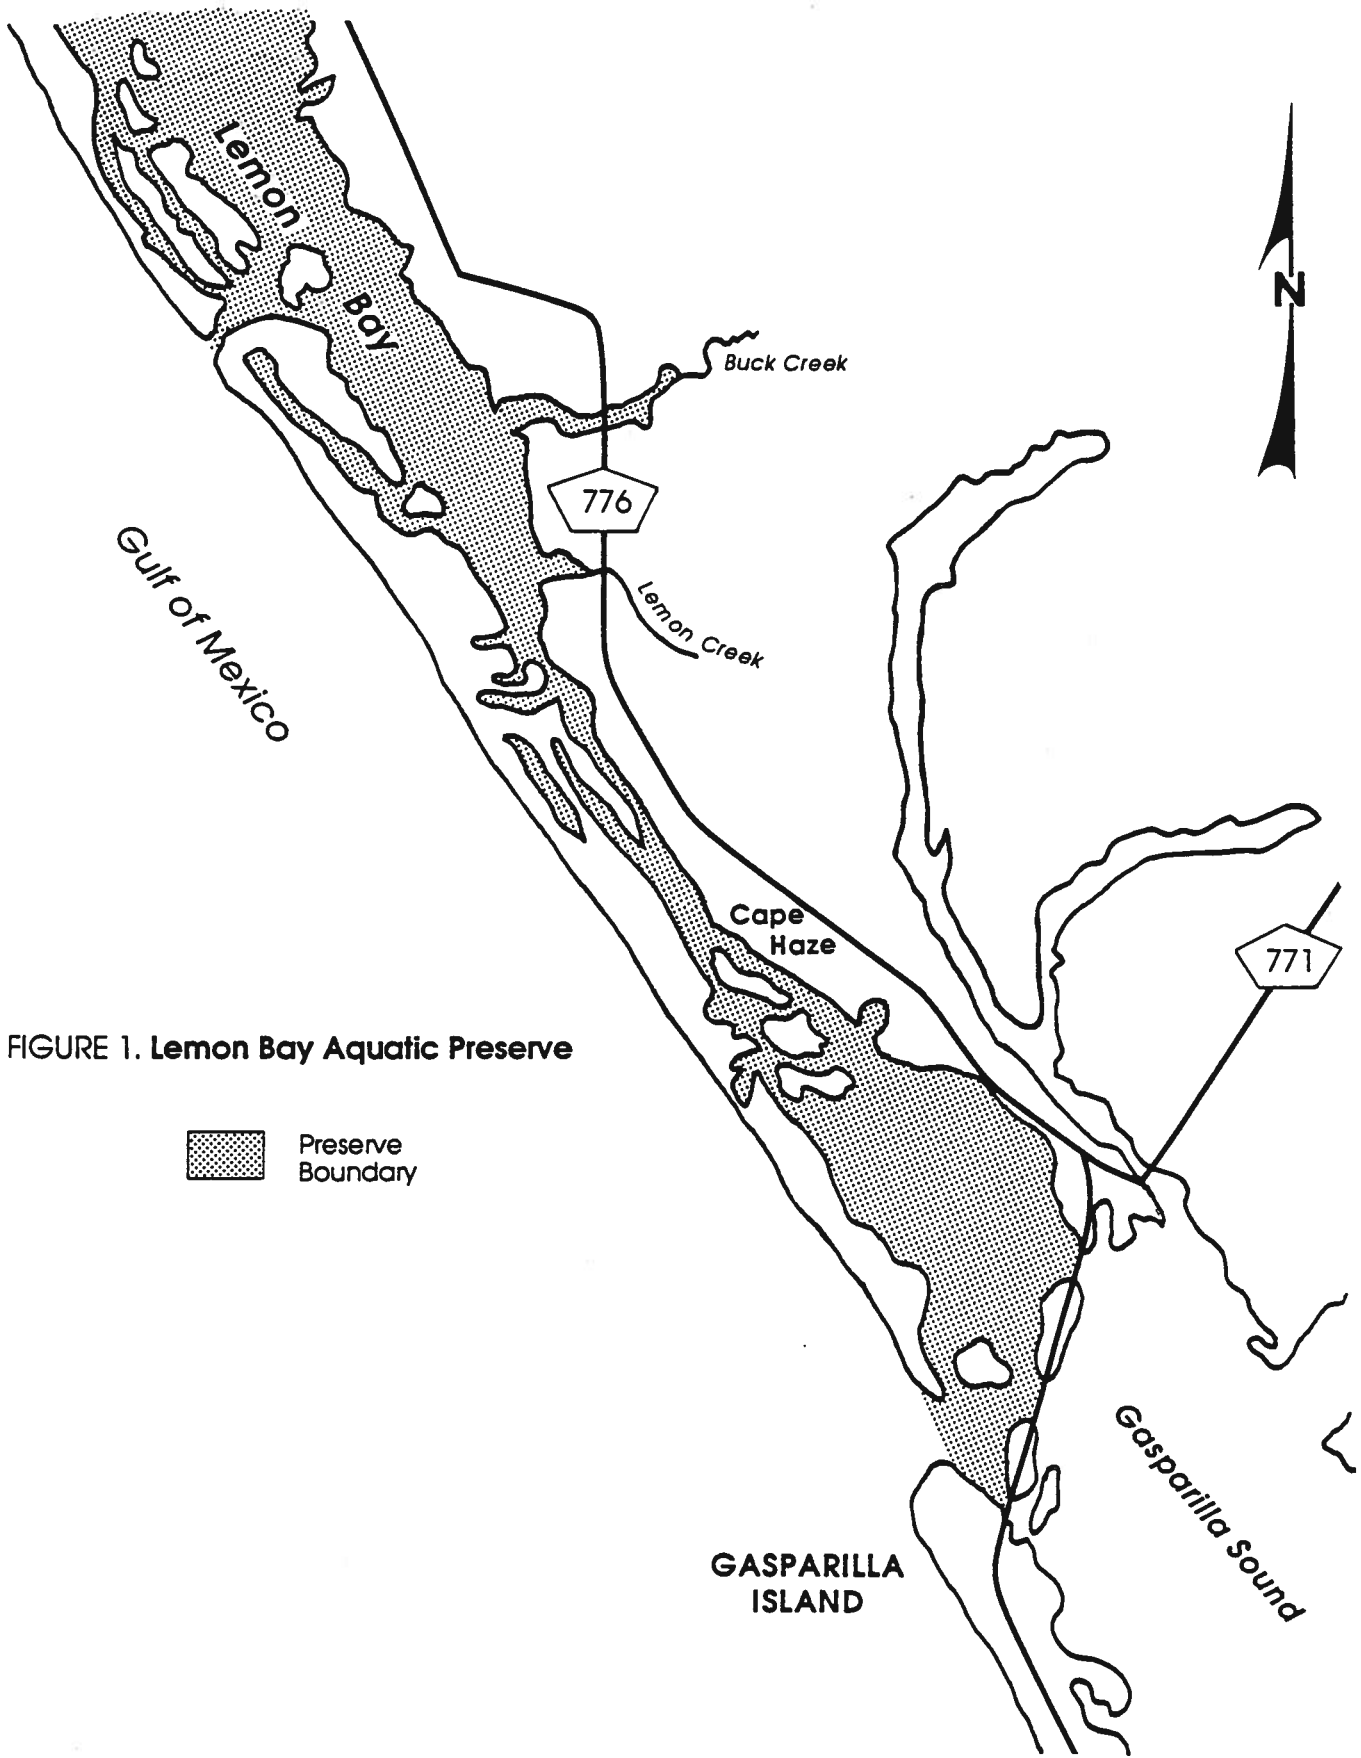 Lemon
Bay
N
Buck Creek
776
Gulf of Mexico
Lemon Creek
Cape
Haze
771
FIGURE 1. Lemon Bay Aquatic Preserve
Preserve
Boundary
Gasparilla Sound
GASPARILLA
ISLAND